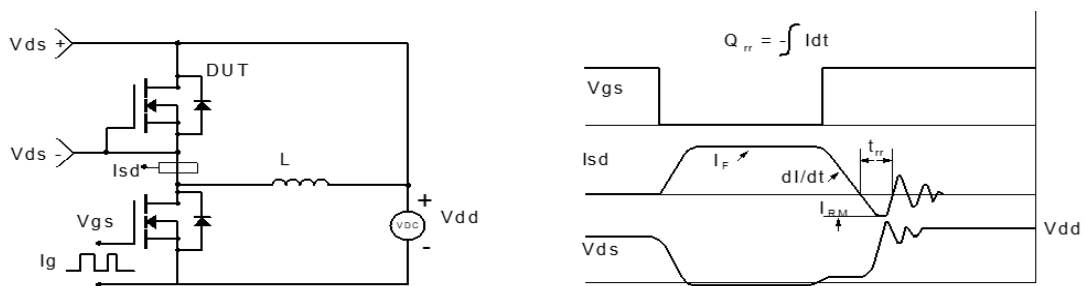 Vds +
DUT
Vds -
Isd
L
Vgs
Ig
+
VDC
-
Vdd
Q rr = - ∫ Idt
Vgs
Isd
I F
dI/dt
t rr
I RM
Vds
Vdd